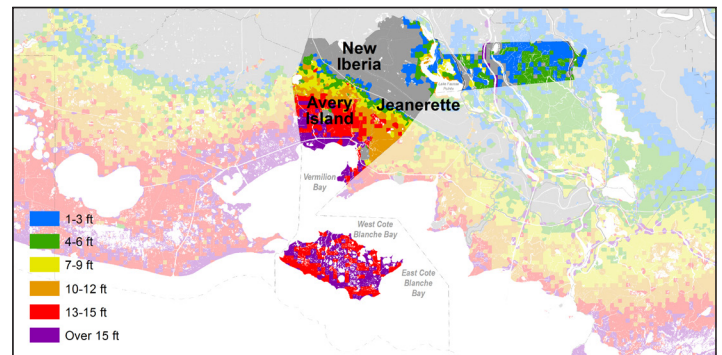 New
Iberia
Avery
Island
Jeanerette
Vermilion
Bay
West Cote
Blanche Bay
East Cote
Blanche
Bay
1-3 ft
4-6 ft
7-9 ft
10-12 ft
13-15 ft
Over 15 ft